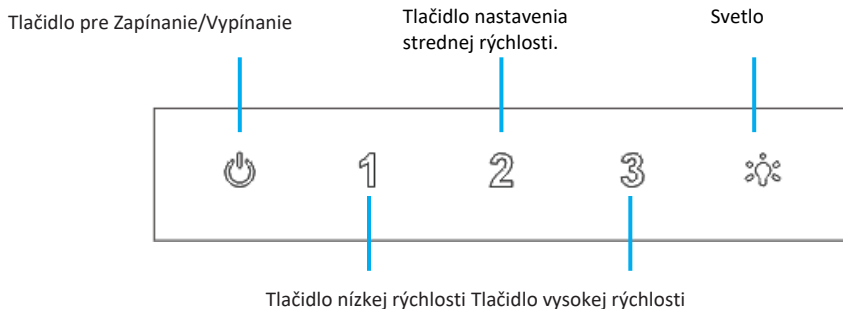 Tlačidlo pre Zapínanie/Vypínanie
Tlačidlo nastavenia
strednej rýchlosti.
Svetlo
1 2 3
Tlačidlo nízkej rýchlosti Tlačidlo vysokej rýchlosti